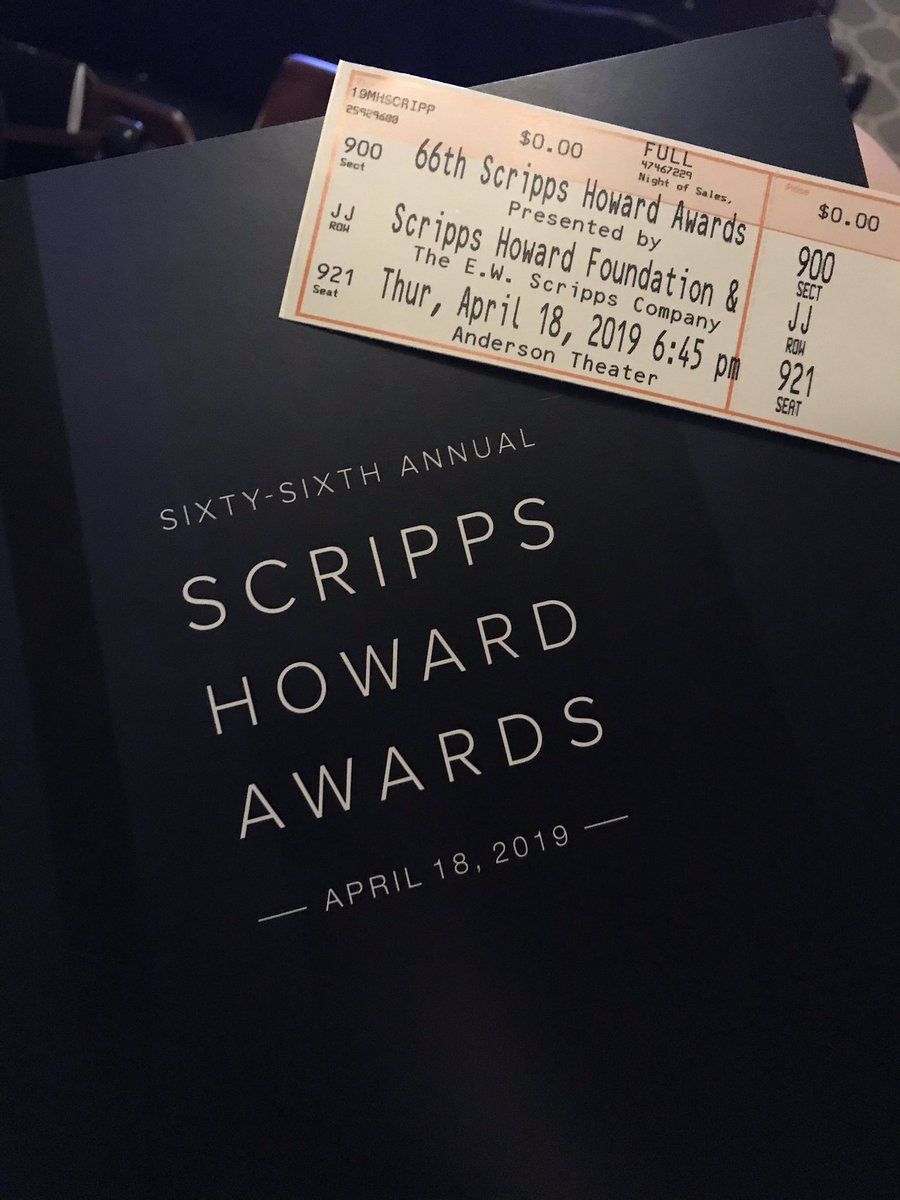 19MHSCRIPP
25929600
$0.00
FULL
47467229
Night of Sales,
900
Sect
66th Scripps Howard Awards
Presented by
JJ
ROW
Scripps Howard Foundation &
The E.W. Scripps Company
921
Seat
Thur, April 18, 2019 6:45 pm
Anderson Theater
Price
$0.00
900
SECT
JJ
ROW
921
SEAT
SIXTY-SIXTH ANNUAL
SCRIPPS
HOWARD
AWARDS
— APRIL 18, 2019 —